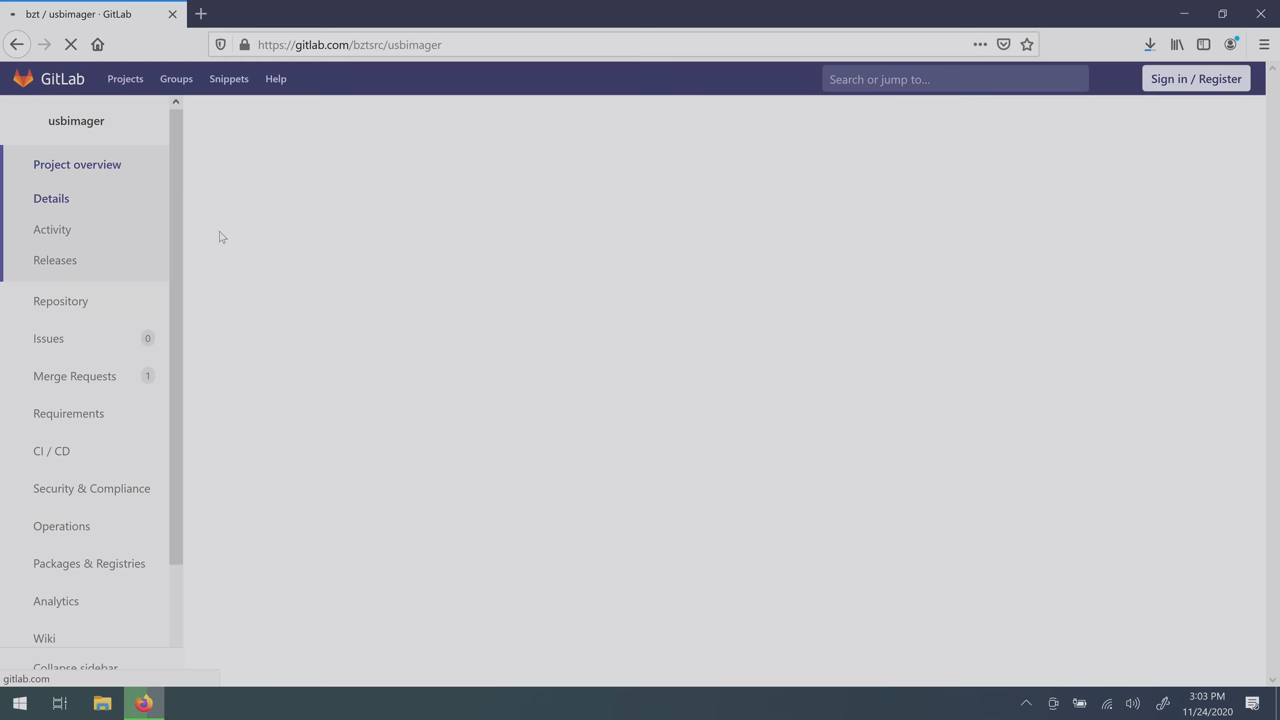 bzt / usbimager · GitLab
https://gitlab.com/bztsrc/usbimager
GitLab
Projects
Groups
Snippets
Help
Search or jump to...
Sign in / Register
usbimager
Project overview
Details
Activity
Releases
Repository
Issues
0
Merge Requests
1
Requirements
CI / CD
Security & Compliance
Operations
Packages & Registries
Analytics
Wiki
Collapse sidebar
gitlab.com
3:03 PM
11/24/2020